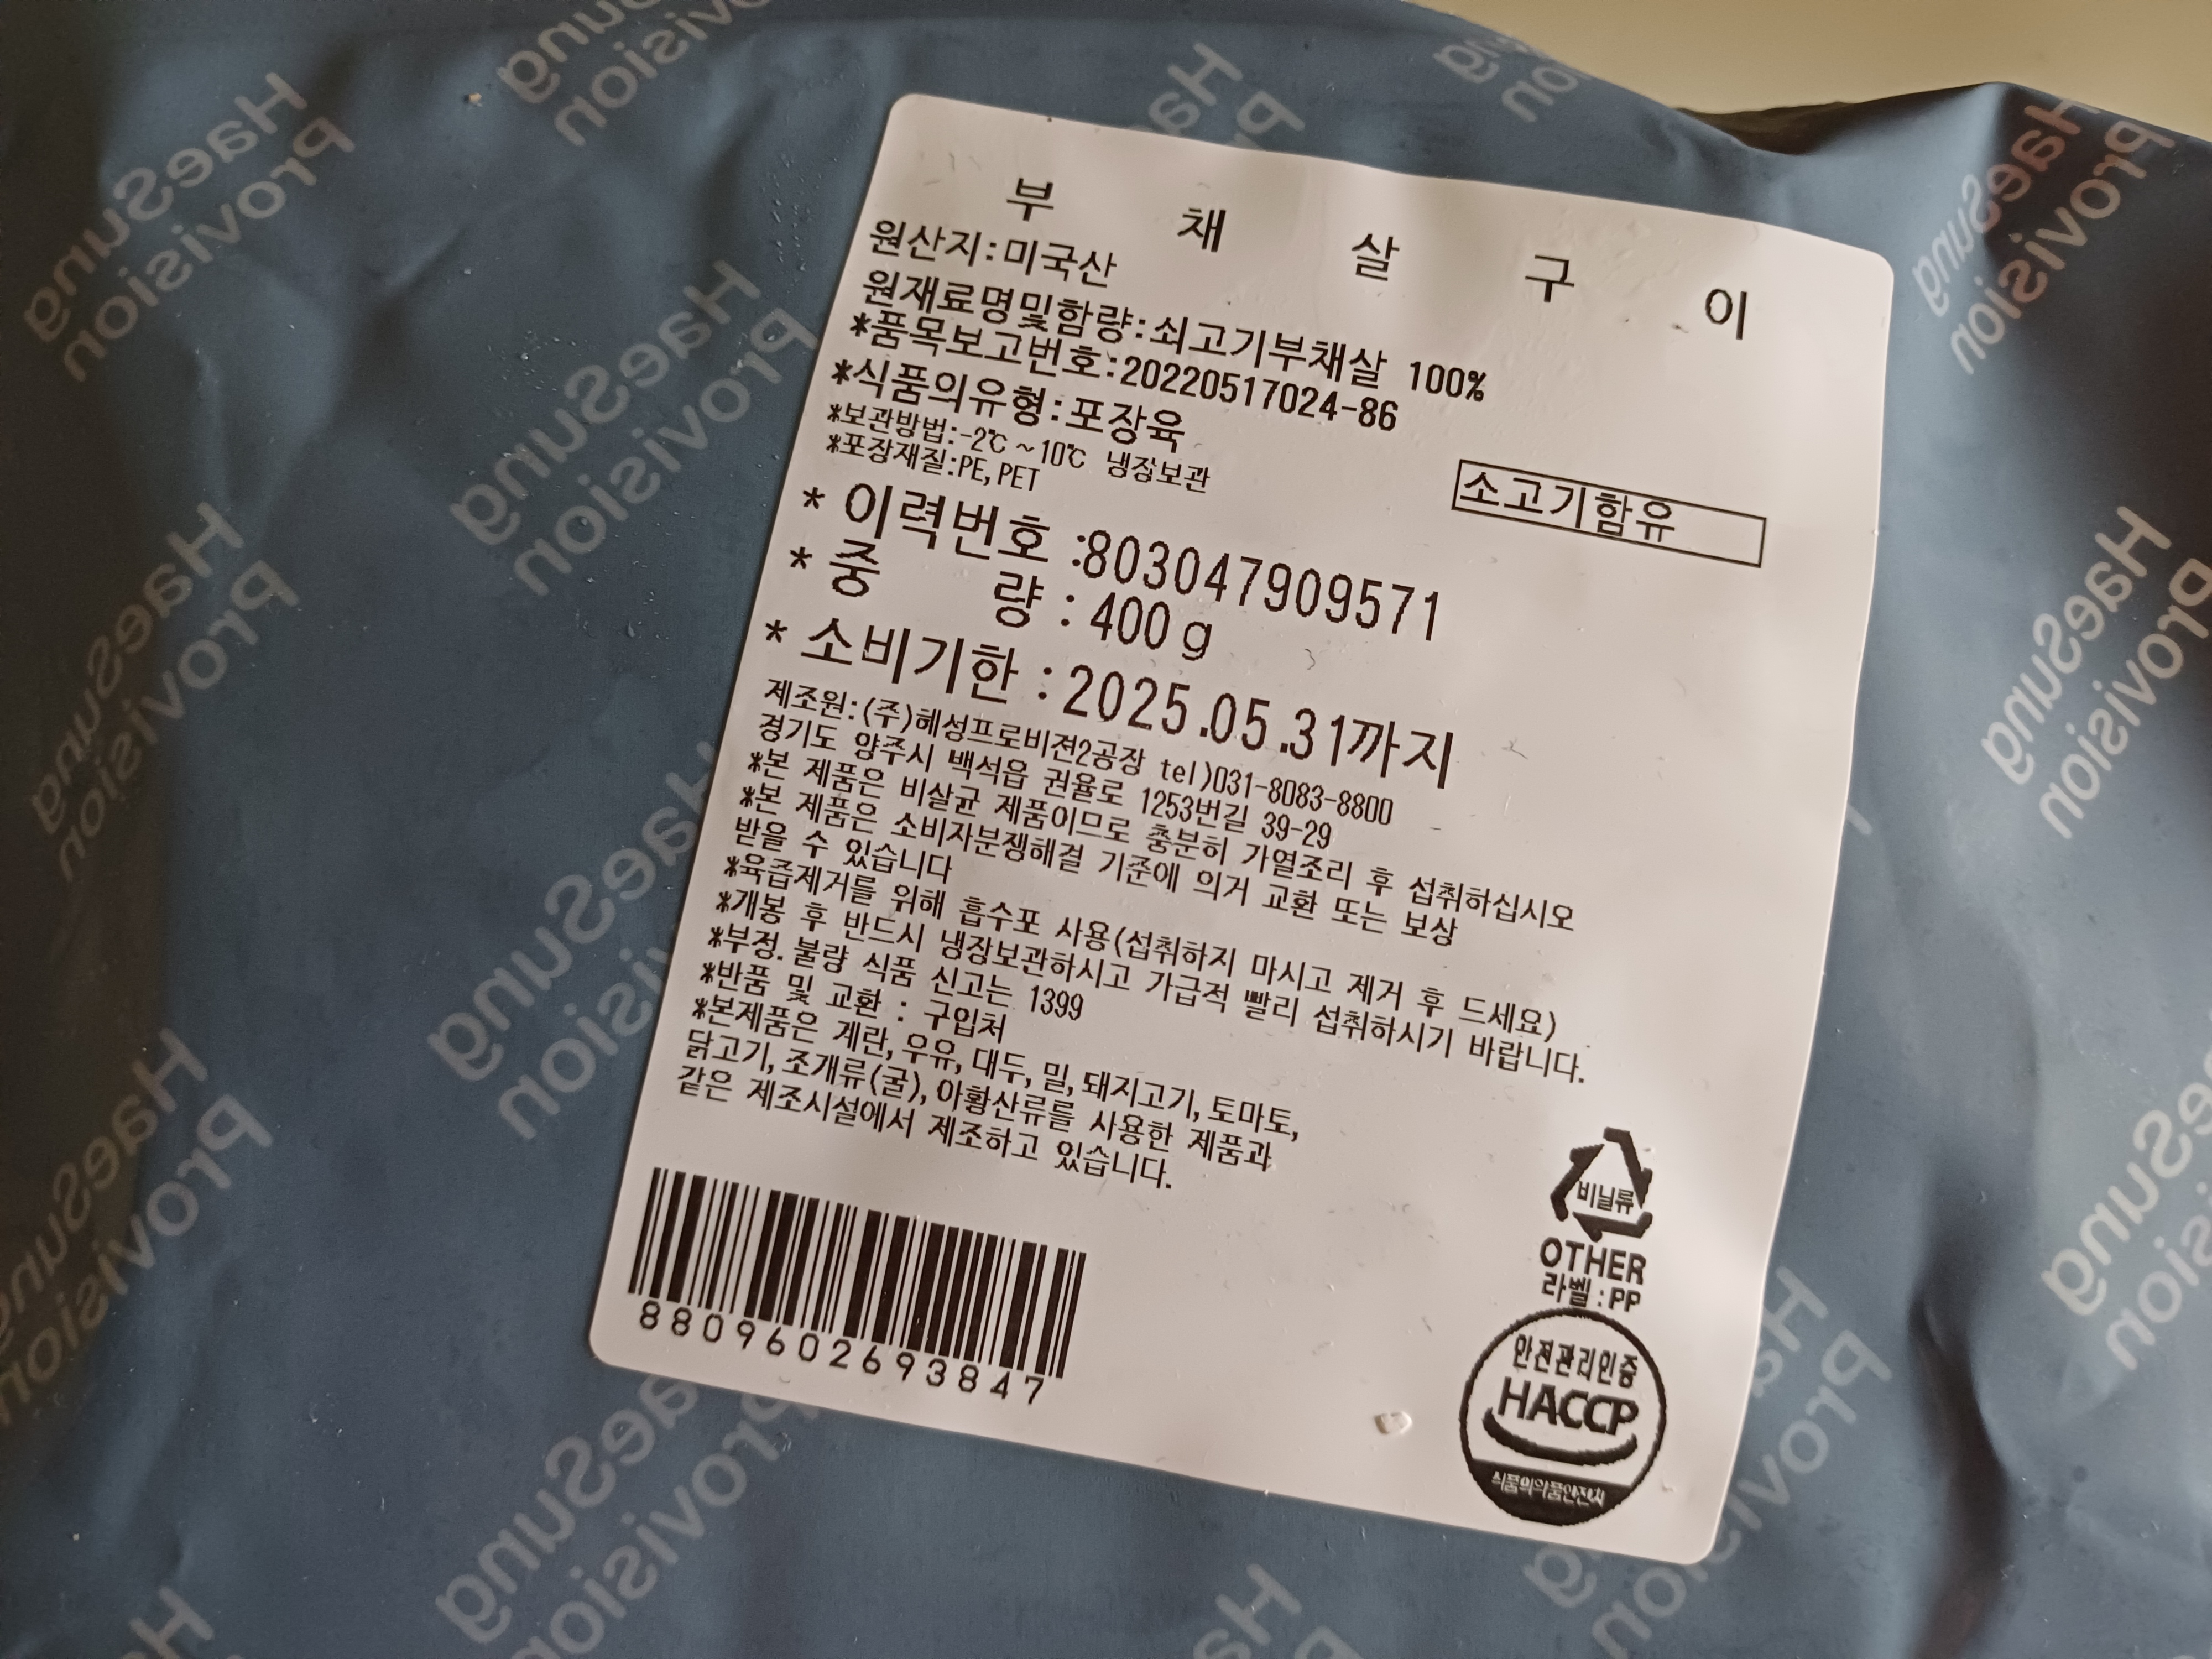 부 채 살 구 이
원산지:미국산
원재료명및함량:쇠고기부채살 100%
*품목보고번호:20220517024-86
*식품의유형:포장육
*보관방법:-2℃ ~ 10℃ 냉장보관
*포장재질:PE, PET
소고기함유
* 이력번호 :803047909571
* 중 량 : 400 g
* 소비기한 : 2025.05.31까지
제조원:(주)혜성프로비젼2공장 tel)031-8083-8800
경기도 양주시 백석읍 권율로 1253번길 39-29
*본 제품은 비살균 제품이므로 충분히 가열조리 후 섭취하십시오
*본 제품은 소비자분쟁해결 기준에 의거 교환 또는 보상
받을 수 있습니다
*육즙제거를 위해 흡수포 사용(섭취하지 마시고 제거 후 드세요)
*개봉 후 반드시 냉장보관하시고 가급적 빨리 섭취하시기 바랍니다.
*부정.불량 식품 신고는 1399
*반품 및 교환 : 구입처
*본제품은 계란, 우유, 대두, 밀, 돼지고기, 토마토,
닭고기, 조개류(굴), 아황산류를 사용한 제품과
같은 제조시설에서 제조하고 있습니다.
8809602693847
비닐류
OTHER
라벨 : PP
안전관리인증
HACCP
식품의약품안전처
HaeSung
Provision